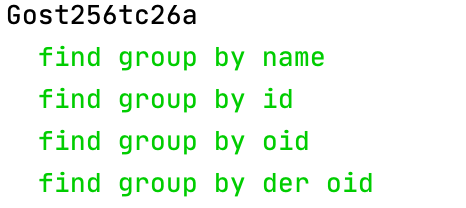 Gost256tc26a
find group by name
find group by id
find group by oid
find group by der oid